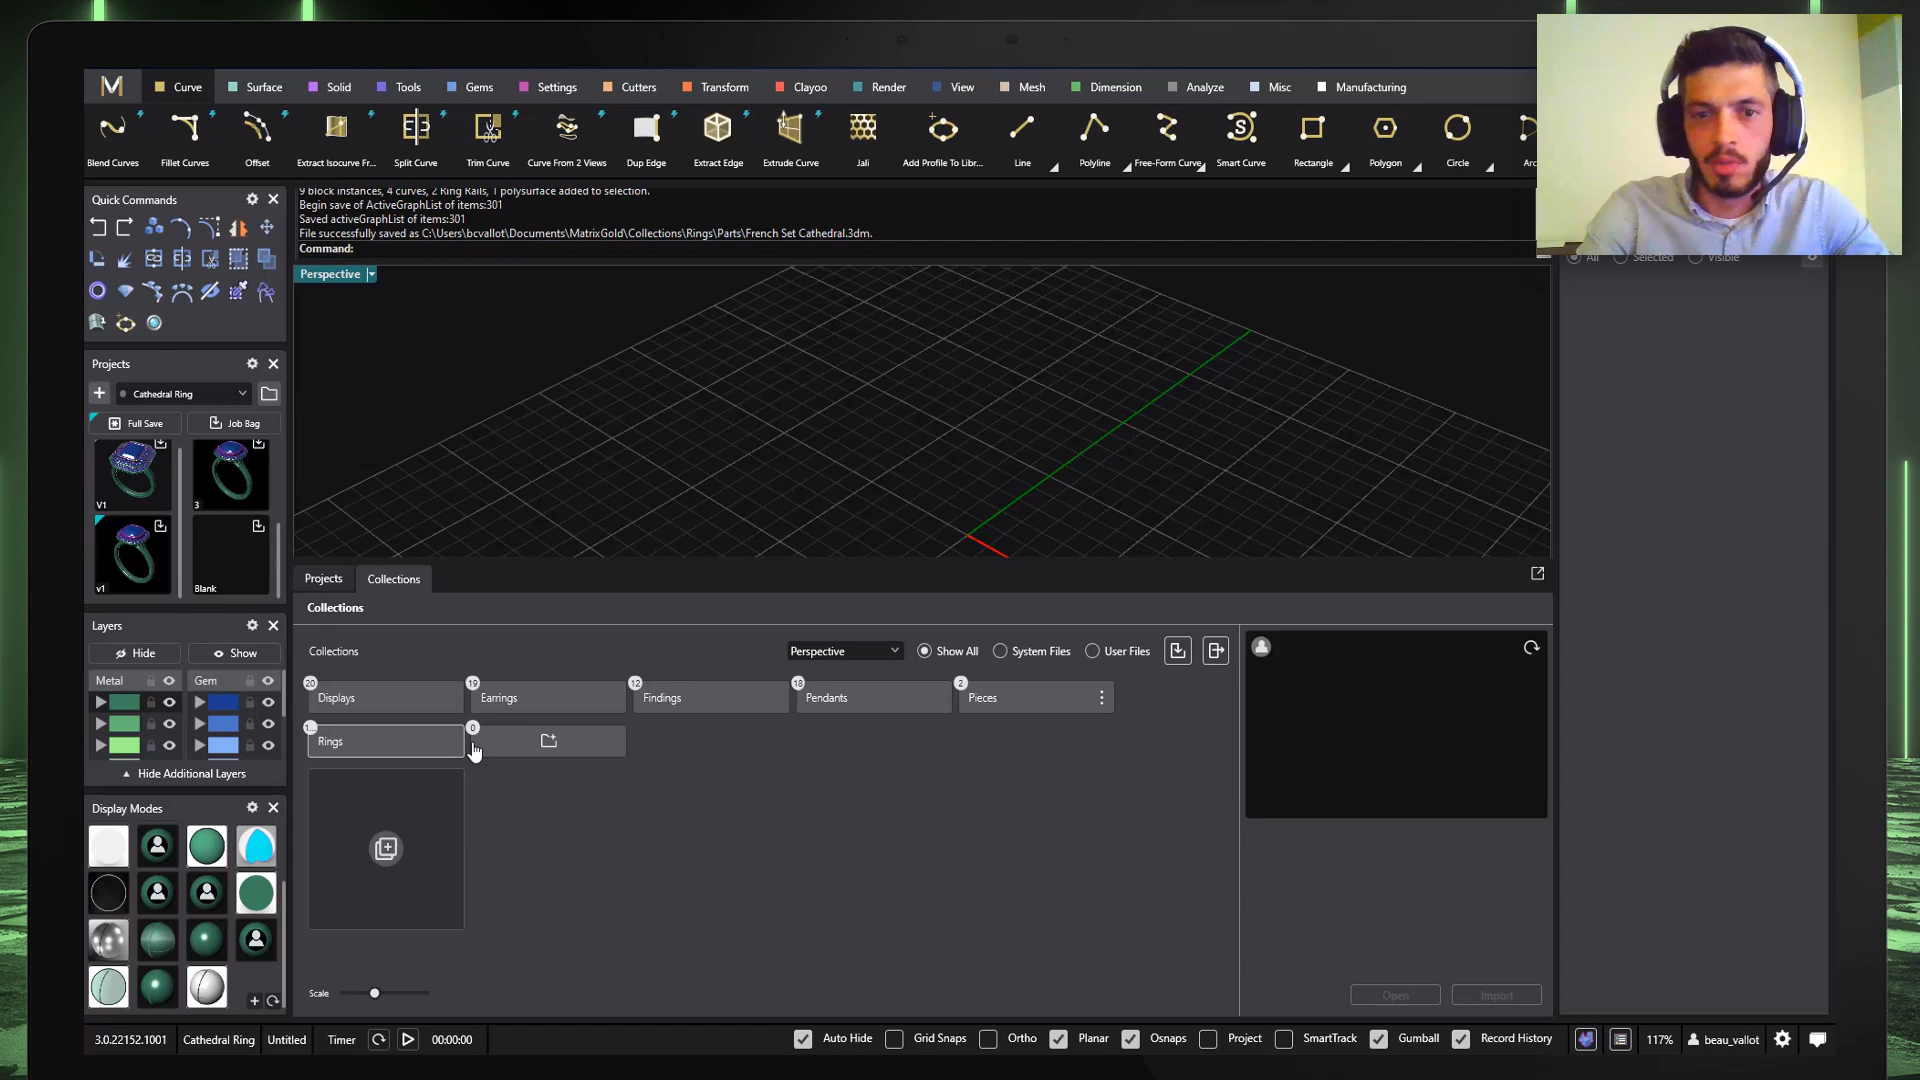 M Curve Surface Solid Tools Gems Settings Cutters Transform Clayoo Render View Mesh Dimension Analyze Misc Manufacturing
Blend Curves Fillet Curves Offset Extract Isocurve Fr... Split Curve Trim Curve Curve From 2 Views Dup Edge Extract Edge Extrude Curve Jali Add Profile To Libr... Line Polyline Free-Form Curve Smart Curve Rectangle Polygon Circle Arc
Quick Commands
9 block instances, 4 curves, 2 Ring Rails, 1 polysurface added to selection.
Begin save of ActiveGraphList of items:301
Saved activeGraphList of items:301
File successfully saved as C:\Users\bcvallot\Documents\MatrixGold\Collections\Rings\Parts\French Set Cathedral.3dm.
Command:
All Selected Visible
Perspective
Projects
Cathedral Ring
Full Save Job Bag
V1 3
v1 Blank
Projects Collections
Collections
Layers
Hide Show
Metal Gem
Hide Additional Layers
Collections Perspective Show All System Files User Files
20 19 12 18 2
Displays Earrings Findings Pendants Pieces
1... 0
Rings
Display Modes
Scale
Open Import
3.0.22152.1001 Cathedral Ring Untitled Timer 00:00:00 Auto Hide Grid Snaps Ortho Planar Osnaps Project SmartTrack Gumball Record History 117% beau_vallot